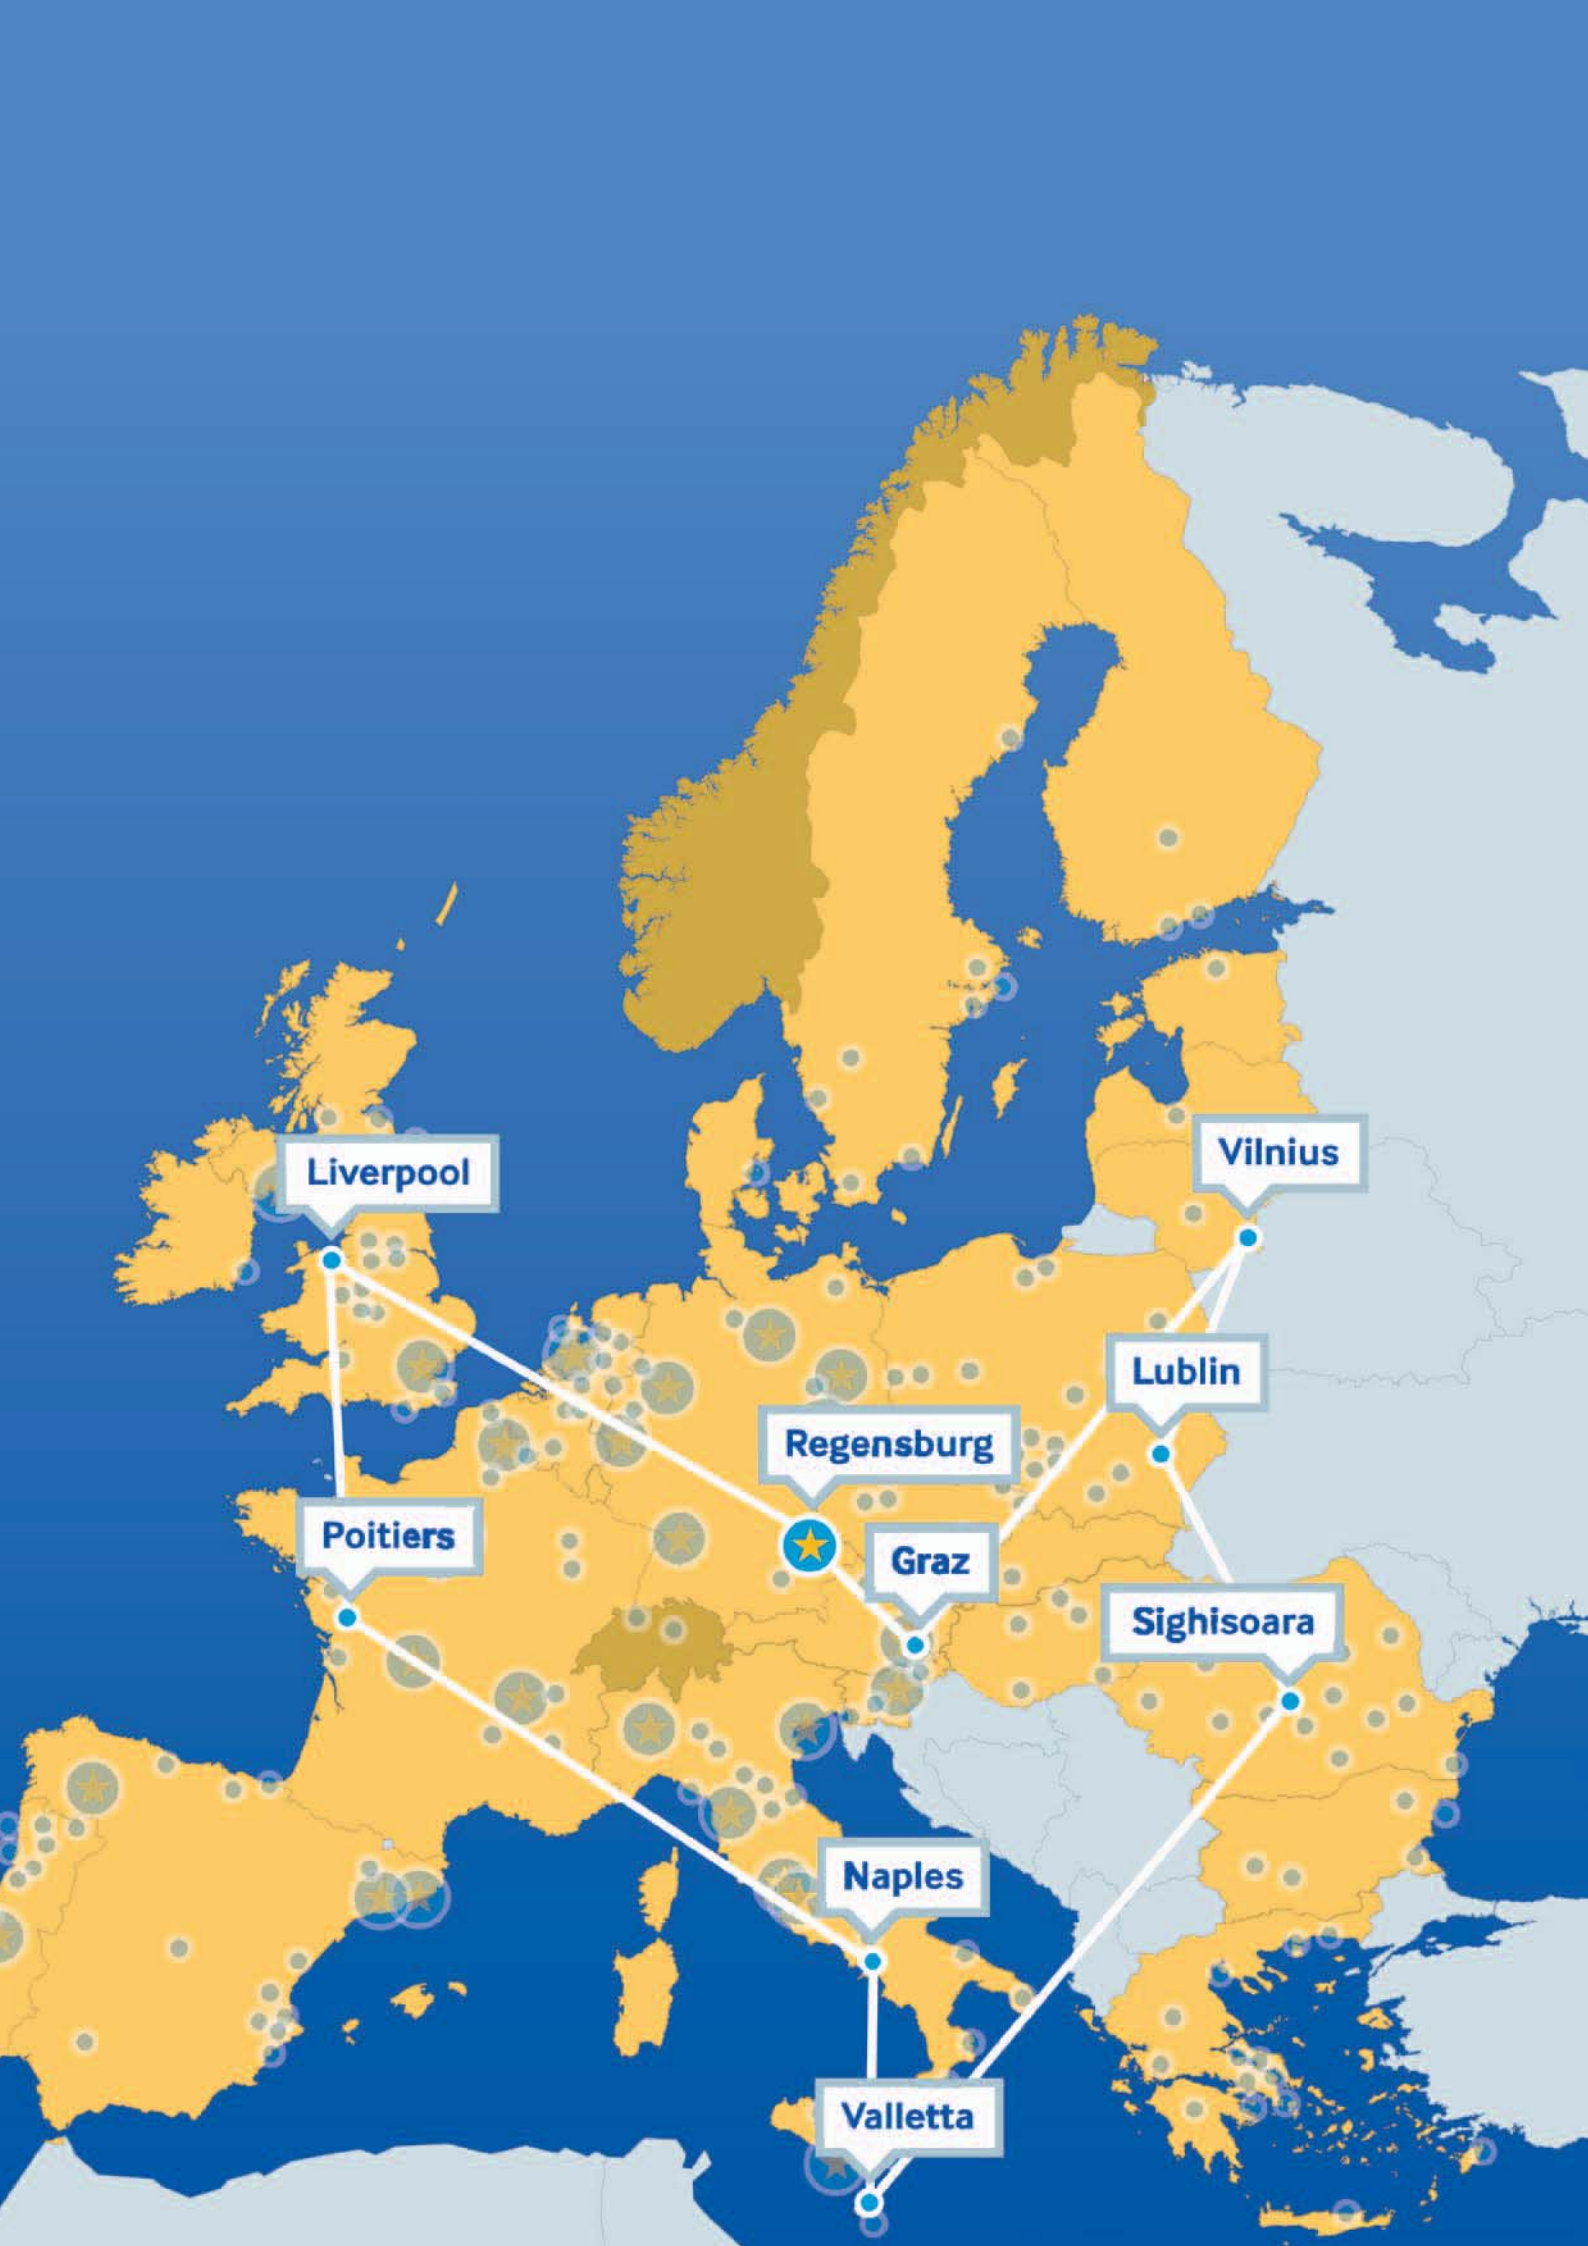 Vilnius
Liverpool
Lublin
Regensburg
Poitiers
Graz
Sighisoara
Naples
Valletta